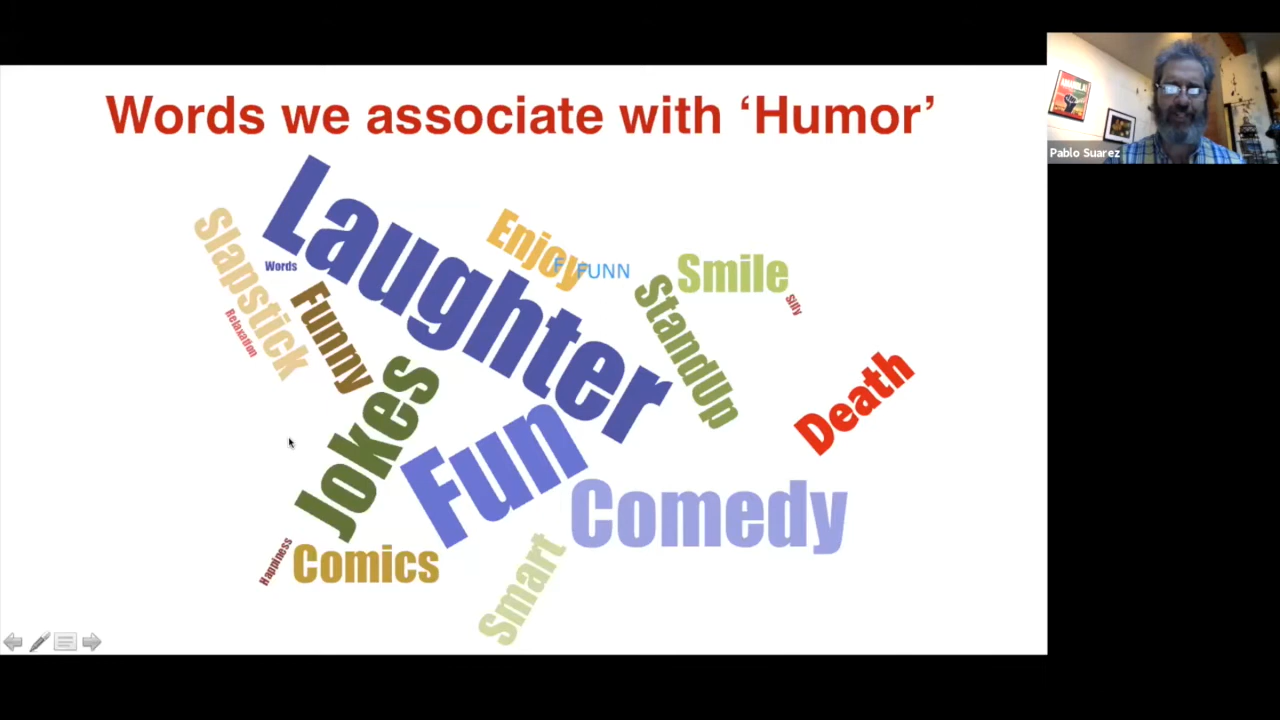 Words we associate with ‘Humor’
Laughter
Slapstick
Enjoy
F FUNN
Smile
Words
StandUp
Silly
Funny
Relaxation
Jokes
Death
Fun
Comedy
Happiness
Comics
Smart
Pablo Suarez